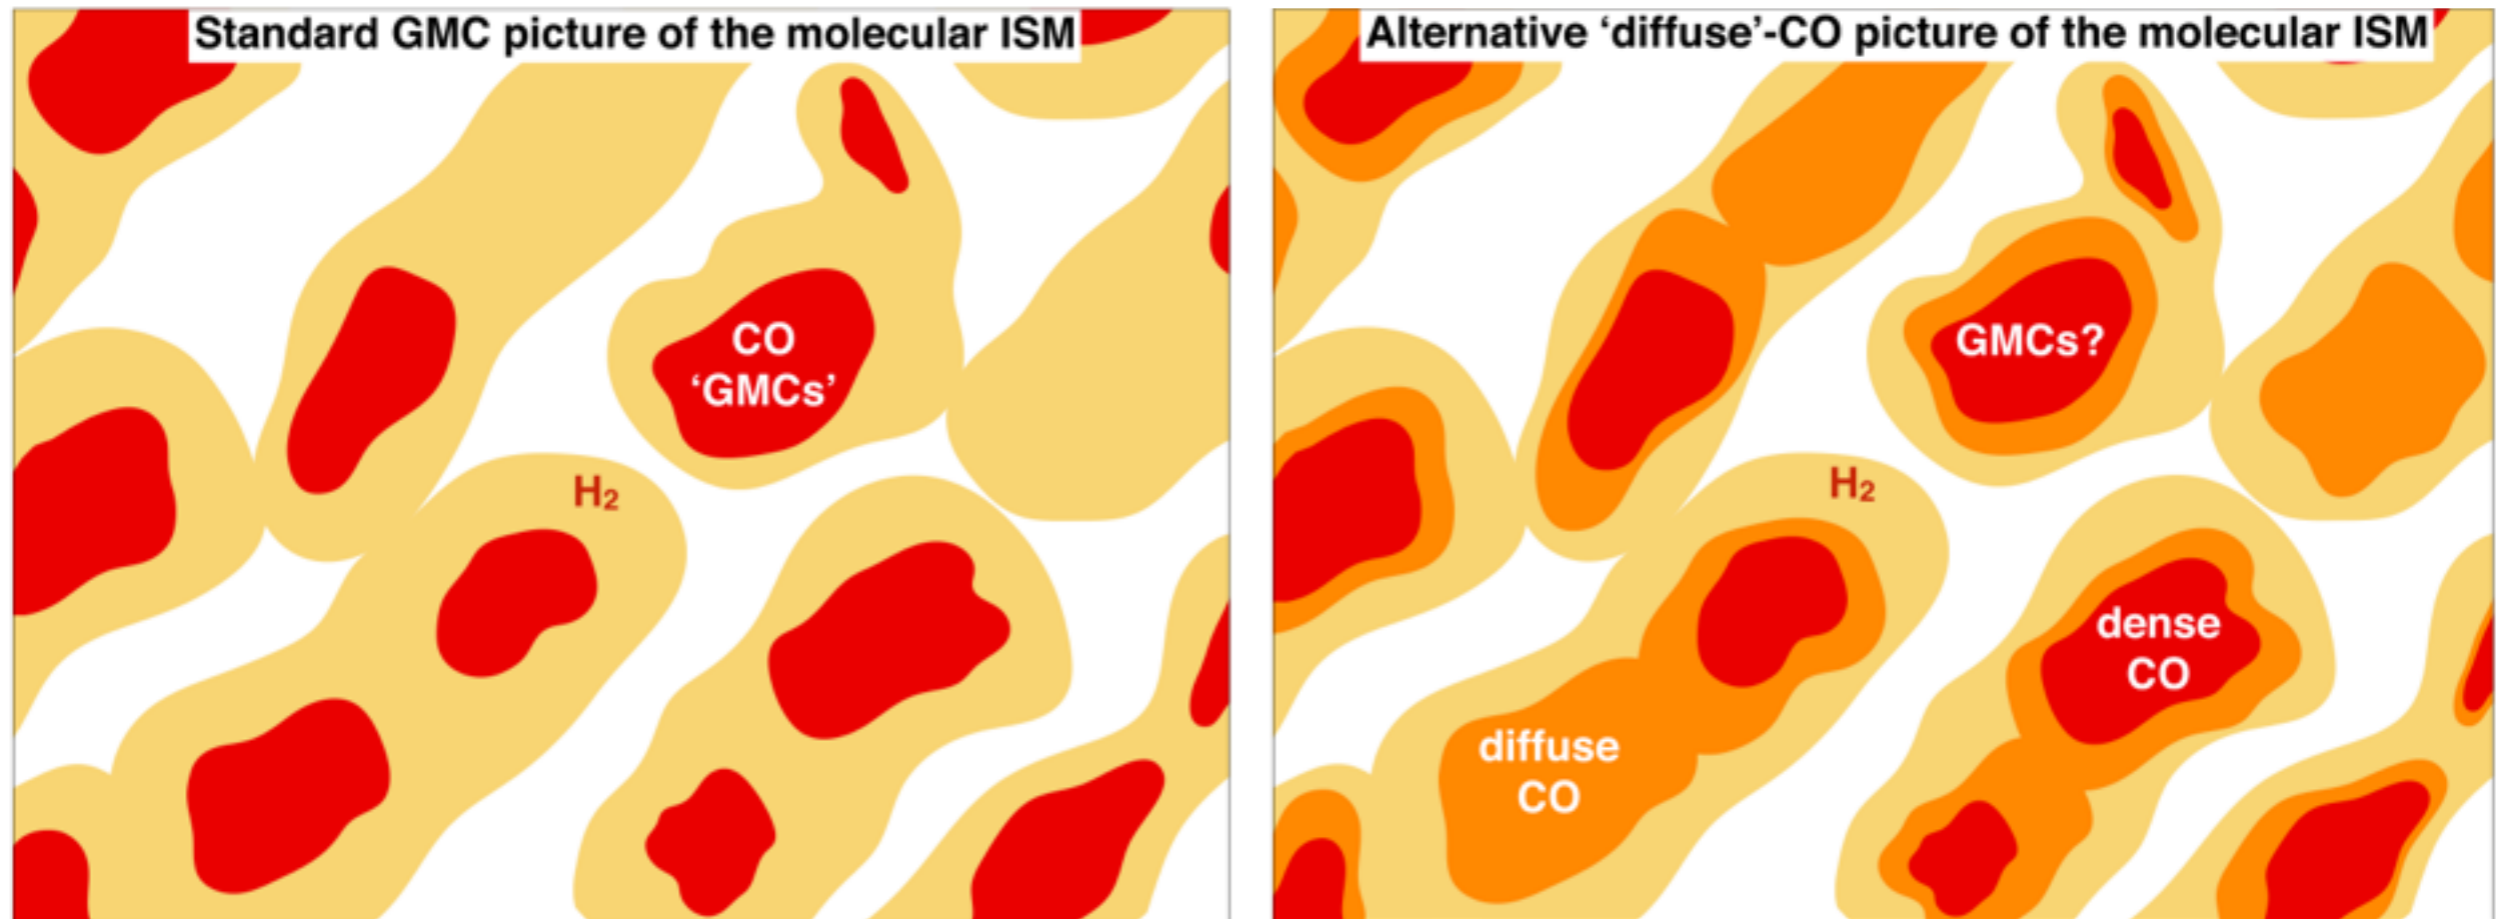 Standard GMC picture of the molecular ISM
CO
‘GMCs’
H₂
Alternative ‘diffuse’-CO picture of the molecular ISM
GMCs?
H₂
dense
CO
diffuse
CO